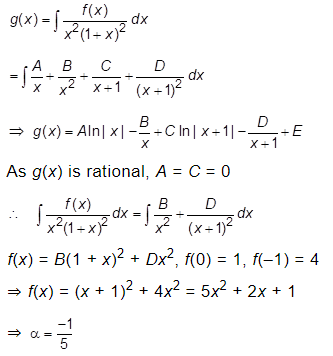 g(x) = ∫ f(x)/(x²(1+x)²) dx
= ∫ A/x + B/x² + C/(x+1) + D/(x+1)² dx
⇒ g(x) = Aln| x | − B/x + C ln| x+1| − D/(x+1) + E
As g(x) is rational, A = C = 0
∴ ∫ f(x)/(x²(1+x)²) dx = ∫ B/x² + D/(x+1)² dx
f(x) = B(1 + x)² + Dx², f(0) = 1, f(−1) = 4
⇒ f(x) = (x + 1)² + 4x² = 5x² + 2x + 1
⇒ α = −1/5